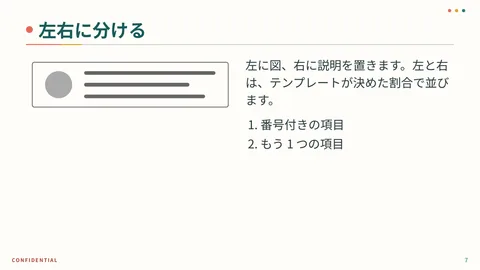 左右に分ける
左に図、右に説明を置きます。左と右
は、テンプレートが決めた割合で並び
ます。
1. 番号付きの項目
2. もう 1 つの項目
CONFIDENTIAL
7